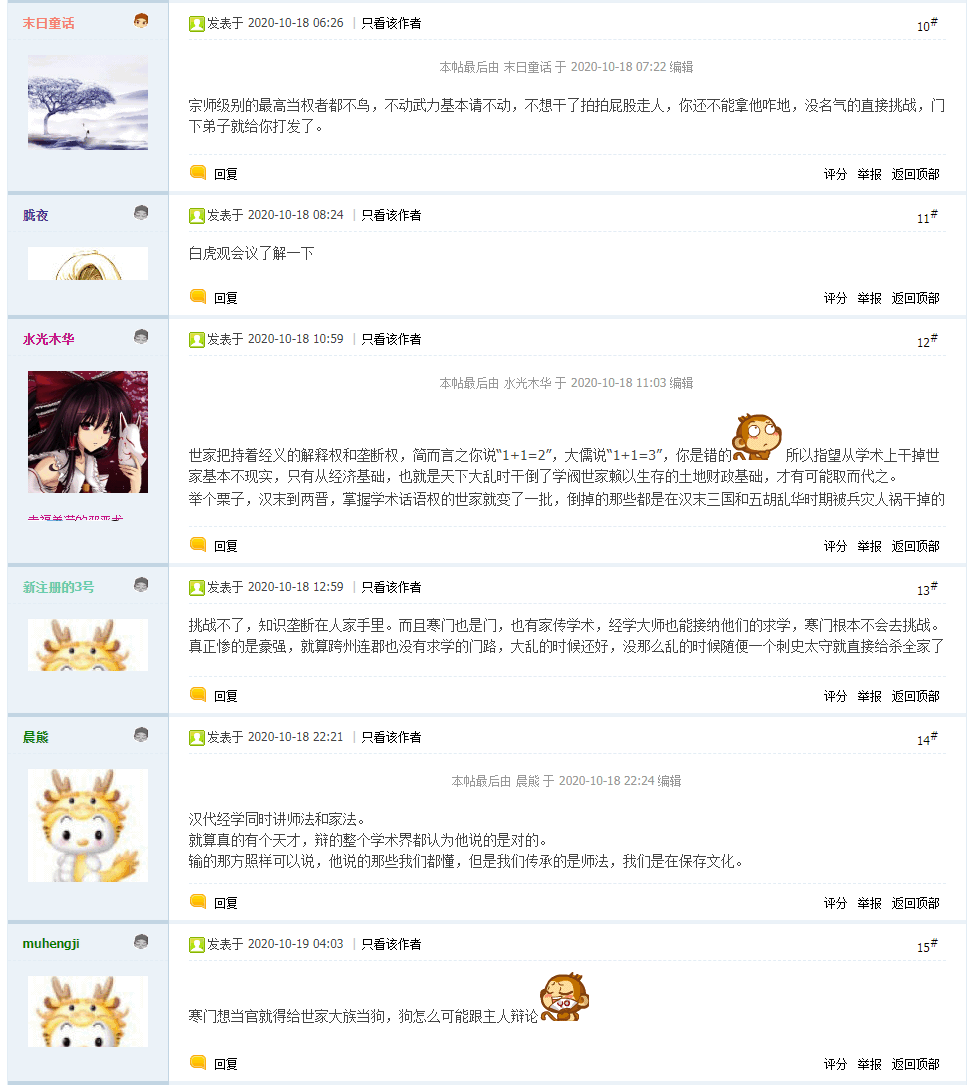 末日童话
发表于 2020-10-18 06:26 | 只看该作者
10#
本帖最后由 末日童话 于 2020-10-18 07:22 编辑
宗师级别的最高当权者都不鸟，不动武力基本请不动，不想干了拍拍屁股走人，你还不能拿他咋地，没名气的直接挑战，门
下弟子就给你打发了。
回复
评分 举报 返回顶部
胧夜
发表于 2020-10-18 08:24 | 只看该作者
11#
白虎观会议了解一下
回复
评分 举报 返回顶部
水光木华
发表于 2020-10-18 10:59 | 只看该作者
12#
本帖最后由 水光木华 于 2020-10-18 11:03 编辑
世家把持着经义的解释权和垄断权，简而言之你说“1+1=2”，大儒说“1+1=3”，你是错的 所以指望从学术上干掉世
家基本不现实，只有从经济基础，也就是天下大乱时干倒了学阀世家赖以生存的土地财政基础，才有可能取而代之。
举个栗子，汉末到两晋，掌握学术话语权的世家就变了一批，倒掉的那些都是在汉末三国和五胡乱华时期被兵灾人祸干掉的
回复
评分 举报 返回顶部
新注册的3号
发表于 2020-10-18 12:59 | 只看该作者
13#
挑战不了，知识垄断在人家手里。而且寒门也是门，也有家传学术，经学大师也能接纳他们的求学，寒门根本不会去挑战。
真正惨的是豪强，就算跨州连郡也没有求学的门路，大乱的时候还好，没那么乱的时候随便一个刺史太守就直接给杀全家了
回复
评分 举报 返回顶部
晨熊
发表于 2020-10-18 22:21 | 只看该作者
14#
本帖最后由 晨熊 于 2020-10-18 22:24 编辑
汉代经学同时讲师法和家法。
就算真的有个天才，辩的整个学术界都认为他说的是对的。
输的那方照样可以说，他说的那些我们都懂，但是我们传承的是师法，我们是在保存文化。
回复
评分 举报 返回顶部
muhengji
发表于 2020-10-19 04:03 | 只看该作者
15#
寒门想当官就得给世家大族当狗，狗怎么可能跟主人辩论
回复
评分 举报 返回顶部